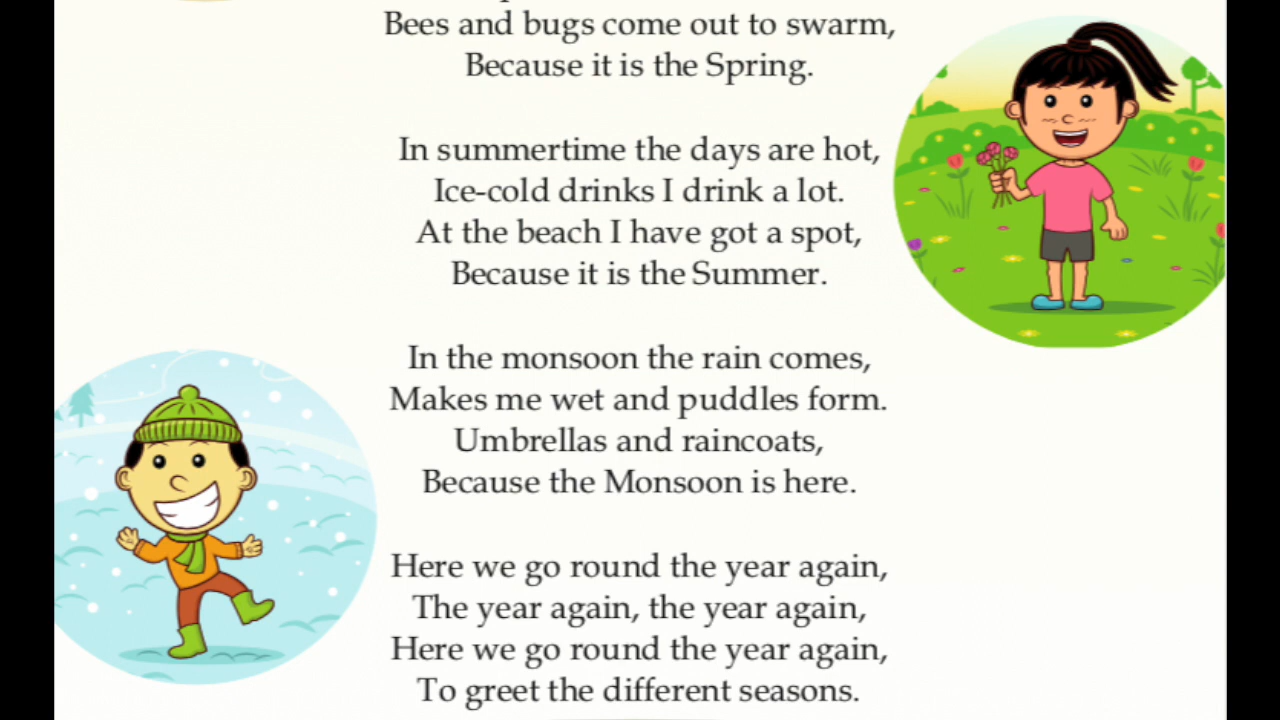 Bees and bugs come out to swarm,
Because it is the Spring.
In summertime the days are hot,
Ice-cold drinks I drink a lot.
At the beach I have got a spot,
Because it is the Summer.
In the monsoon the rain comes,
Makes me wet and puddles form.
Umbrellas and raincoats,
Because the Monsoon is here.
Here we go round the year again,
The year again, the year again,
Here we go round the year again,
To greet the different seasons.